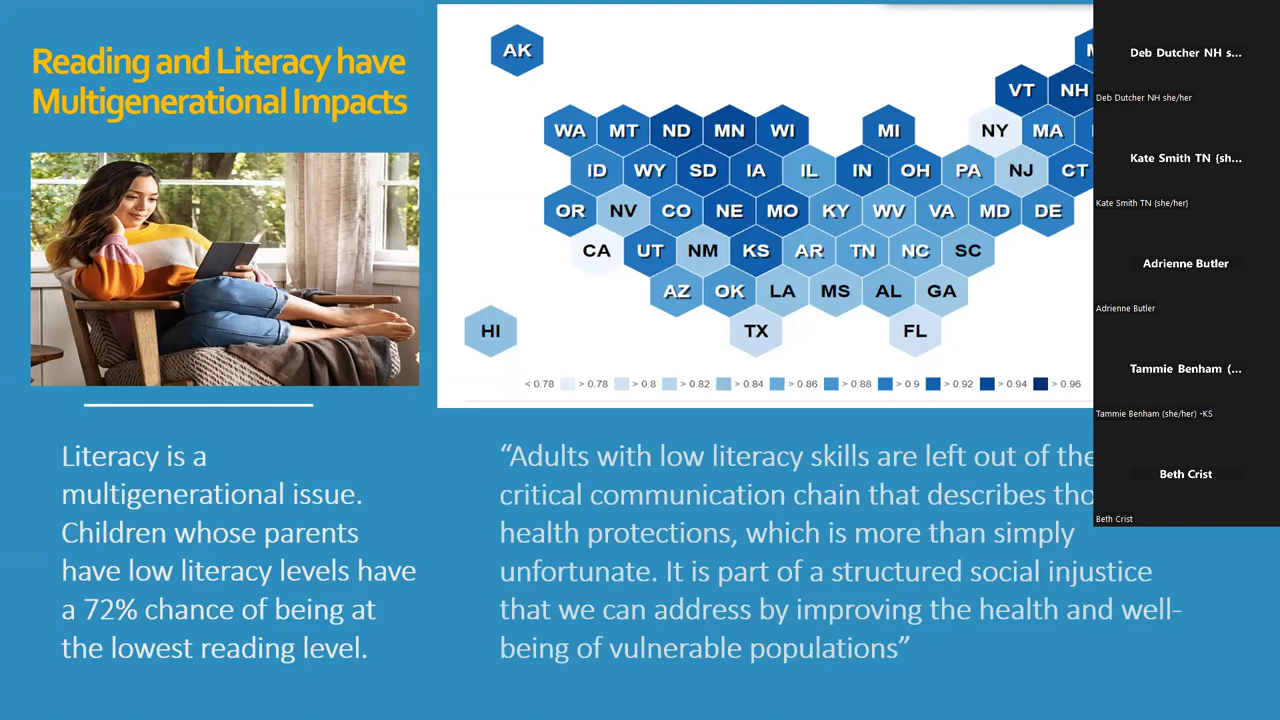 Reading and Literacy have
Multigenerational Impacts
AK
VT NH
WA MT ND MN WI MI NY MA
ID WY SD IA IL IN OH PA NJ CT
OR NV CO NE MO KY WV VA MD DE
CA UT NM KS AR TN NC SC
AZ OK LA MS AL GA
HI TX FL
< 0.78 > 0.78 > 0.8 > 0.82 > 0.84 > 0.86 > 0.88 > 0.9 > 0.92 > 0.94 > 0.96
Literacy is a
multigenerational issue.
Children whose parents
have low literacy levels have
a 72% chance of being at
the lowest reading level.
“Adults with low literacy skills are left out of the
critical communication chain that describes tho
health protections, which is more than simply
unfortunate. It is part of a structured social injustice
that we can address by improving the health and well-
being of vulnerable populations”
Deb Dutcher NH s...
Deb Dutcher NH she/her
Kate Smith TN (sh...
Kate Smith TN (she/her)
Adrienne Butler
Adrienne Butler
Tammie Benham (...
Tammie Benham (she/her) -KS
Beth Crist
Beth Crist